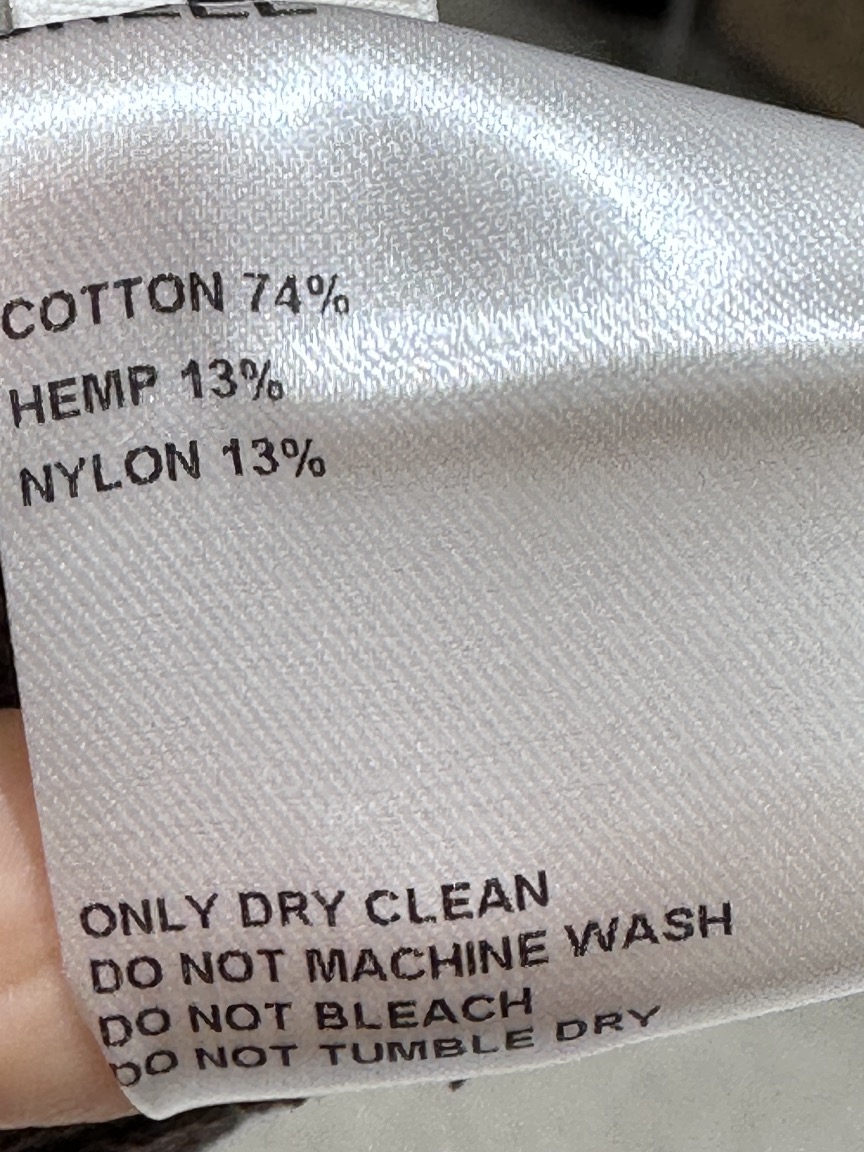 COTTON 74%
HEMP 13%
NYLON 13%
ONLY DRY CLEAN
DO NOT MACHINE WASH
DO NOT BLEACH
DO NOT TUMBLE DRY